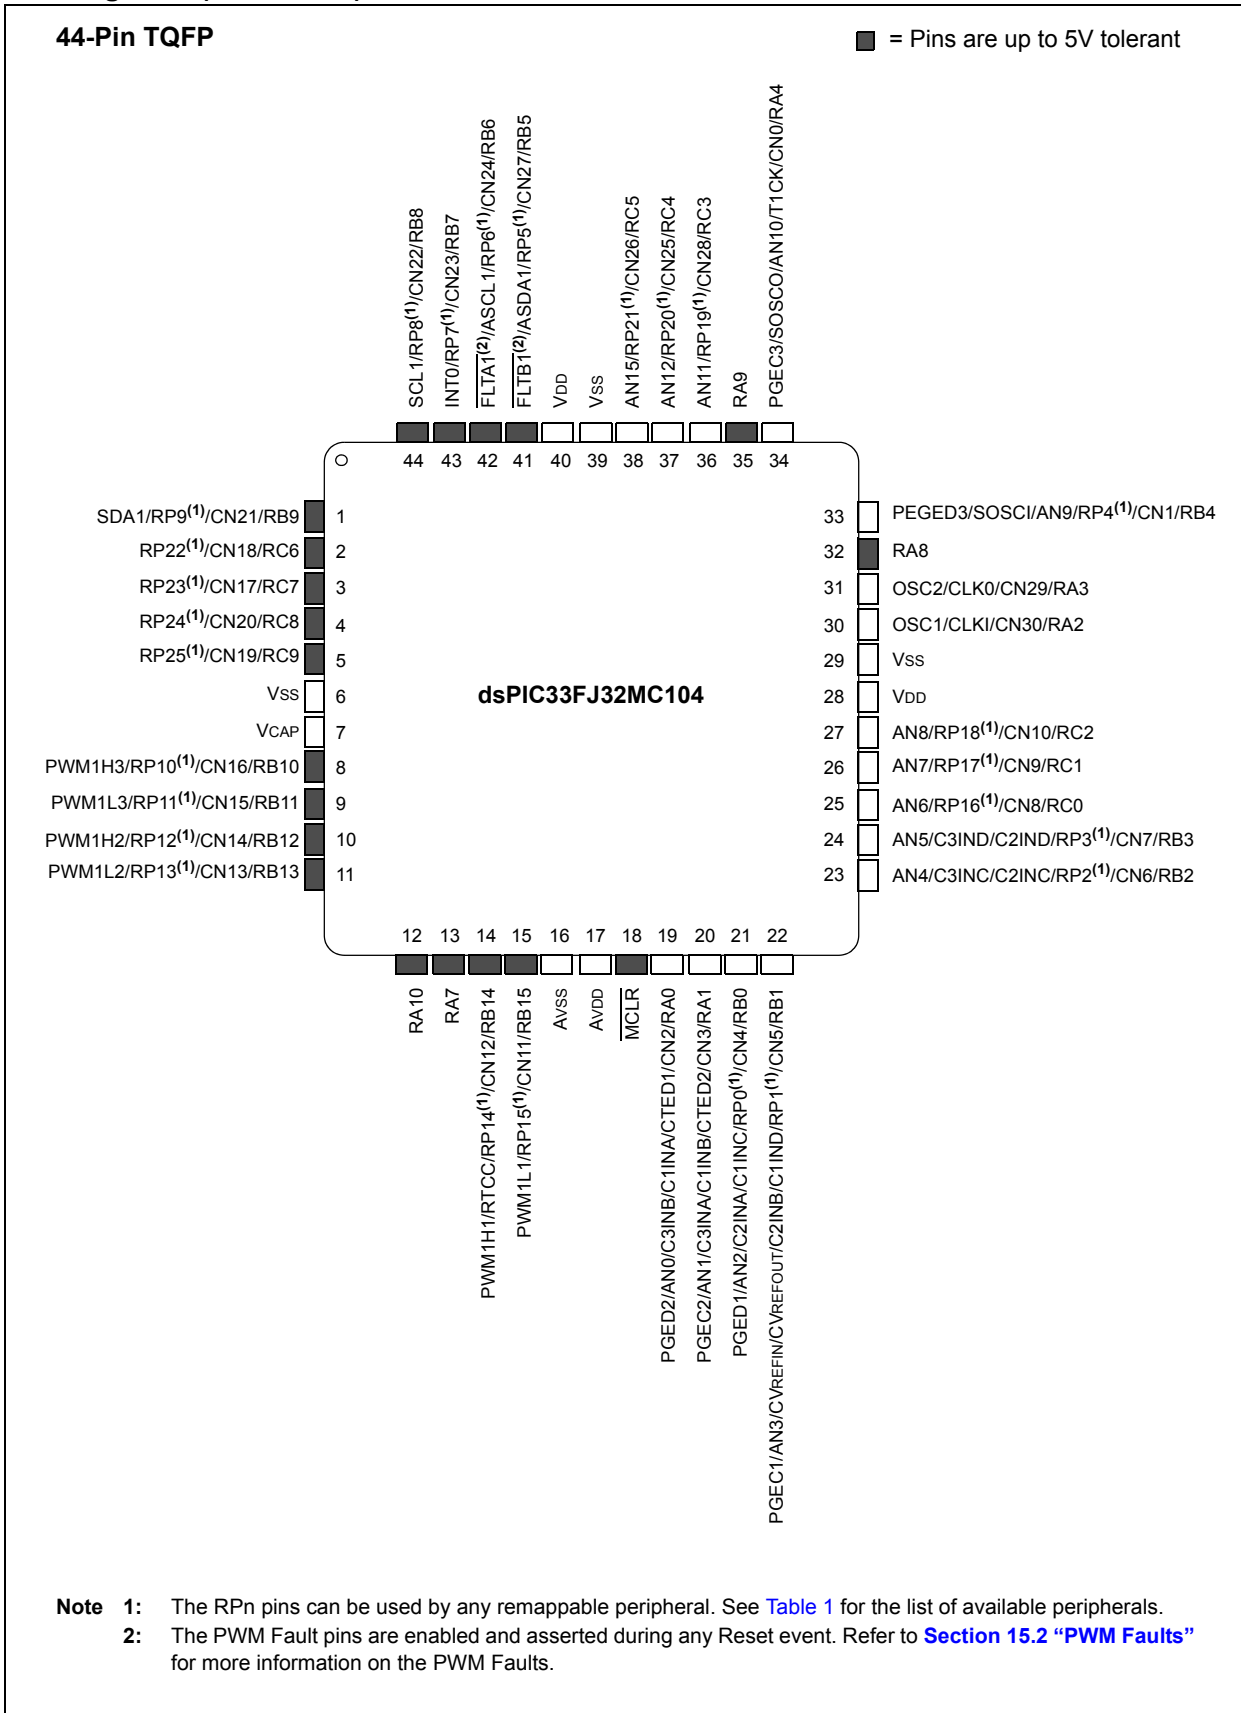 44-Pin TQFP
= Pins are up to 5V tolerant
SCL1/RP8(1)/CN22/RB8
INT0/RP7(1)/CN23/RB7
FLTA1(2)/ASCL1/RP6(1)/CN24/RB6
FLTB1(2)/ASDA1/RP5(1)/CN27/RB5
VDD
VSS
AN15/RP21(1)/CN26/RC5
AN12/RP20(1)/CN25/RC4
AN11/RP19(1)/CN28/RC3
RA9
PGEC3/SOSCO/AN10/T1CK/CN0/RA4
44 43 42 41 40 39 38 37 36 35 34
SDA1/RP9(1)/CN21/RB9 1
RP22(1)/CN18/RC6 2
RP23(1)/CN17/RC7 3
RP24(1)/CN20/RC8 4
RP25(1)/CN19/RC9 5
VSS 6
VCAP 7
PWM1H3/RP10(1)/CN16/RB10 8
PWM1L3/RP11(1)/CN15/RB11 9
PWM1H2/RP12(1)/CN14/RB12 10
PWM1L2/RP13(1)/CN13/RB13 11
dsPIC33FJ32MC104
33 PEGED3/SOSCI/AN9/RP4(1)/CN1/RB4
32 RA8
31 OSC2/CLK0/CN29/RA3
30 OSC1/CLKI/CN30/RA2
29 VSS
28 VDD
27 AN8/RP18(1)/CN10/RC2
26 AN7/RP17(1)/CN9/RC1
25 AN6/RP16(1)/CN8/RC0
24 AN5/C3IND/C2IND/RP3(1)/CN7/RB3
23 AN4/C3INC/C2INC/RP2(1)/CN6/RB2
12 13 14 15 16 17 18 19 20 21 22
RA10
RA7
PWM1H1/RTCC/RP14(1)/CN12/RB14
PWM1L1/RP15(1)/CN11/RB15
AVSS
AVDD
MCLR
PGED2/AN0/C3INB/C1INA/CTED1/CN2/RA0
PGEC2/AN1/C3INA/C1INB/CTED2/CN3/RA1
PGED1/AN2/C2INA/C1INC/RP0(1)/CN4/RB0
PGEC1/AN3/CVREFIN/CVREFOUT/C2INB/C1IND/RP1(1)/CN5/RB1
Note 1: The RPn pins can be used by any remappable peripheral. See Table 1 for the list of available peripherals.
2: The PWM Fault pins are enabled and asserted during any Reset event. Refer to Section 15.2 “PWM Faults”
for more information on the PWM Faults.